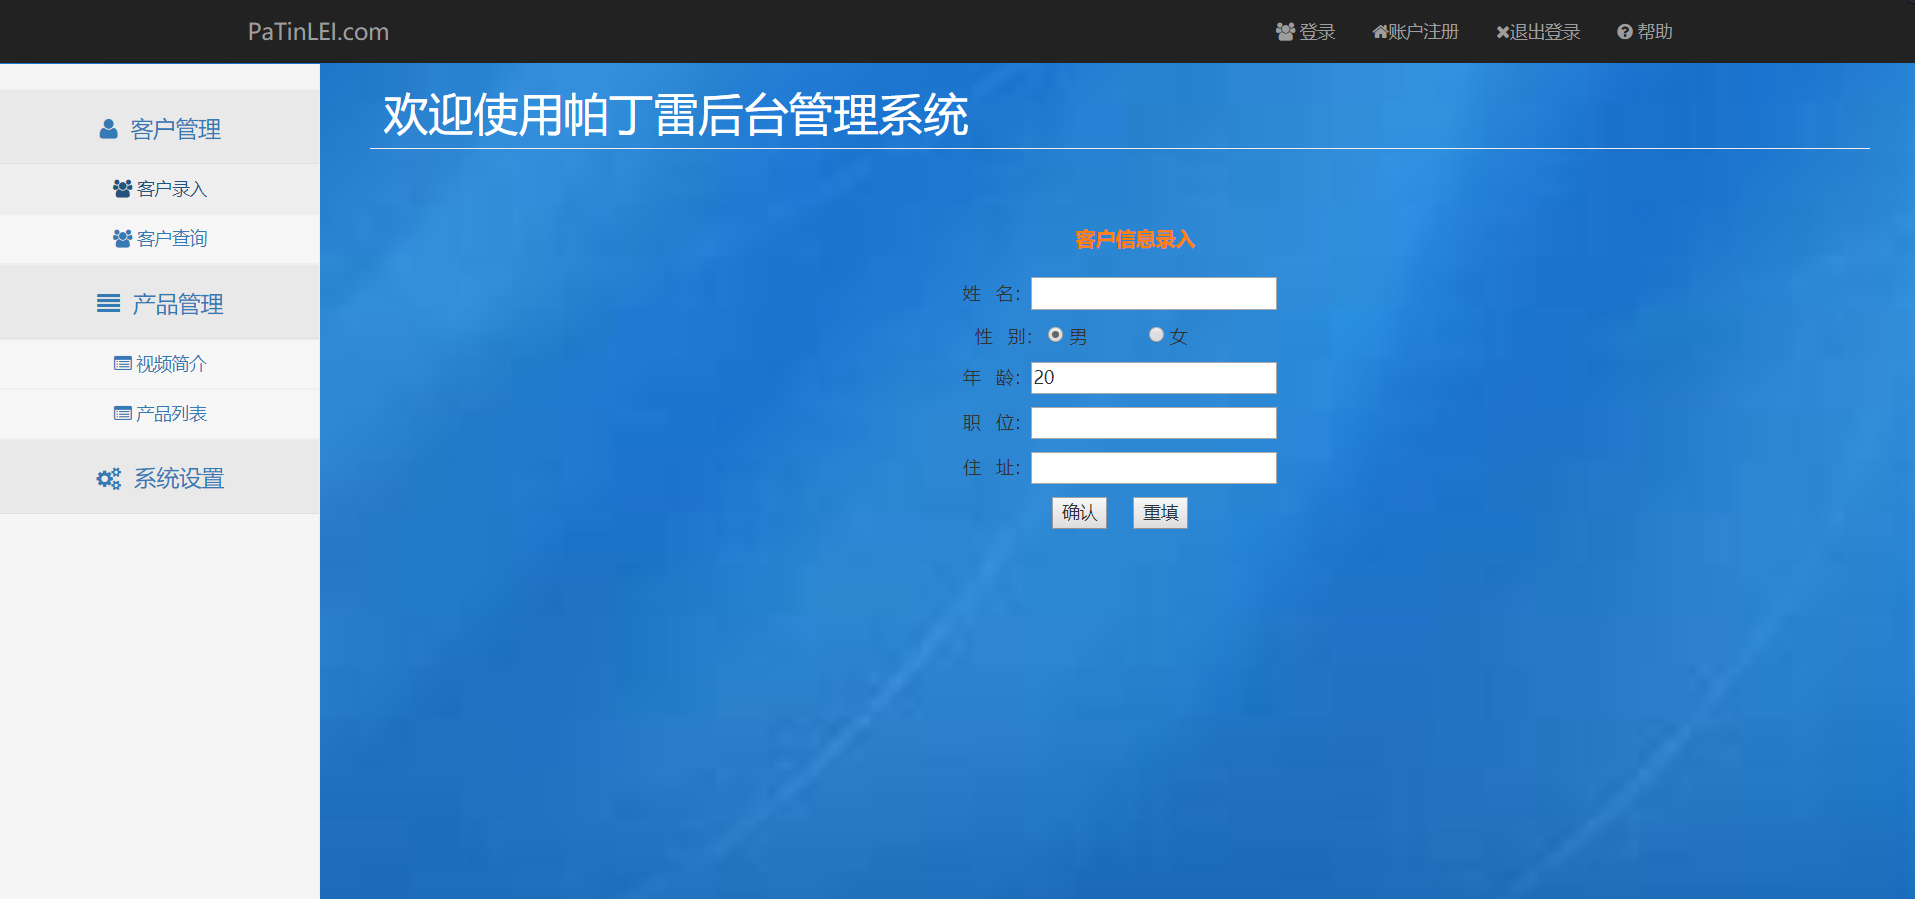 PaTinLEI.com 登录 账户注册 退出登录 帮助
客户管理
客户录入
客户查询
产品管理
视频简介
产品列表
系统设置
欢迎使用帕丁雷后台管理系统
客户信息录入
姓 名：
性 别： 男 女
年 龄： 20
职 位：
住 址：
确认 重填